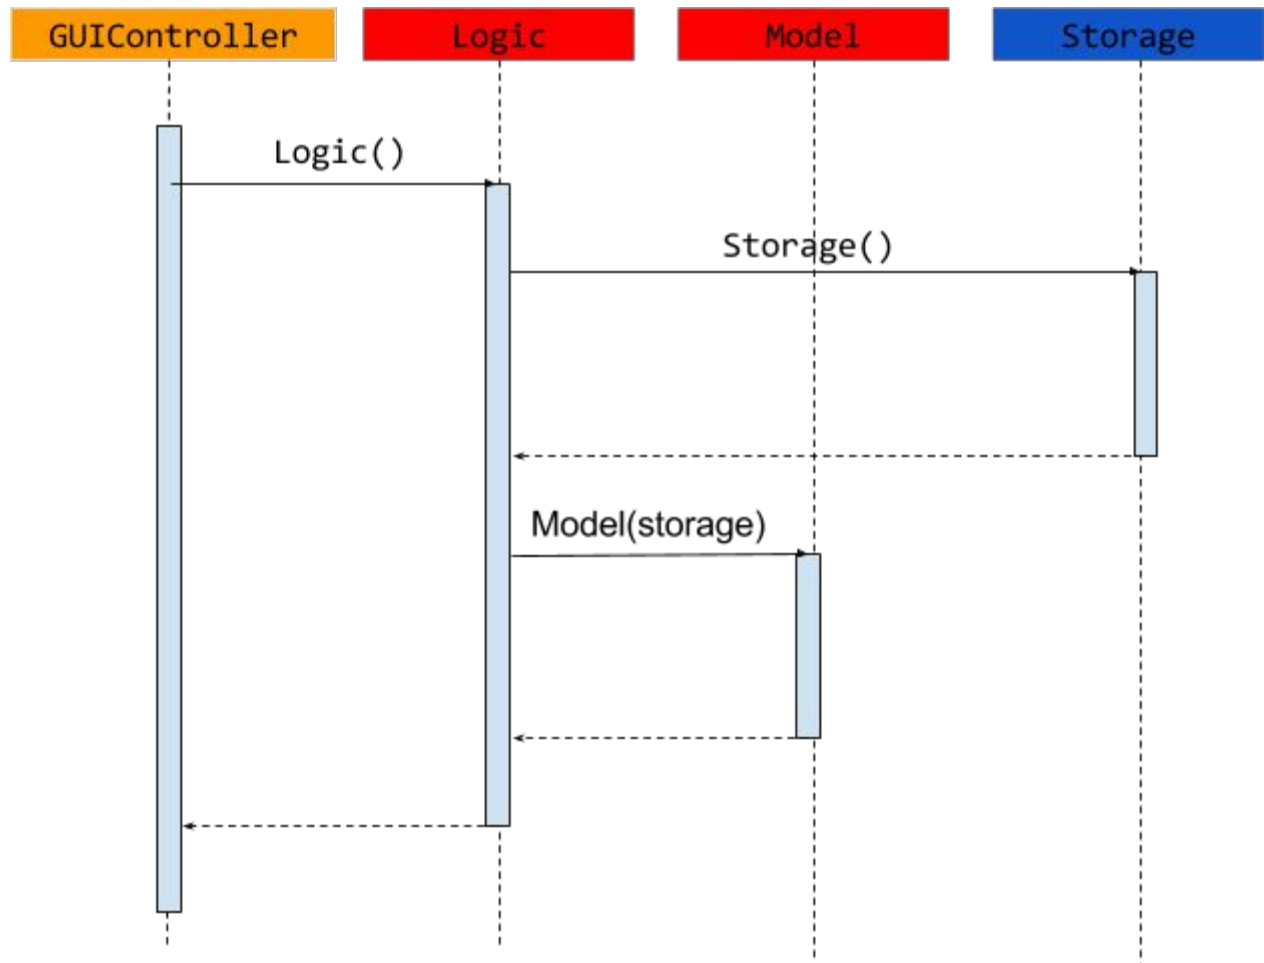 GUIController
Logic
Model
Storage
Logic()
Storage()
Model(storage)